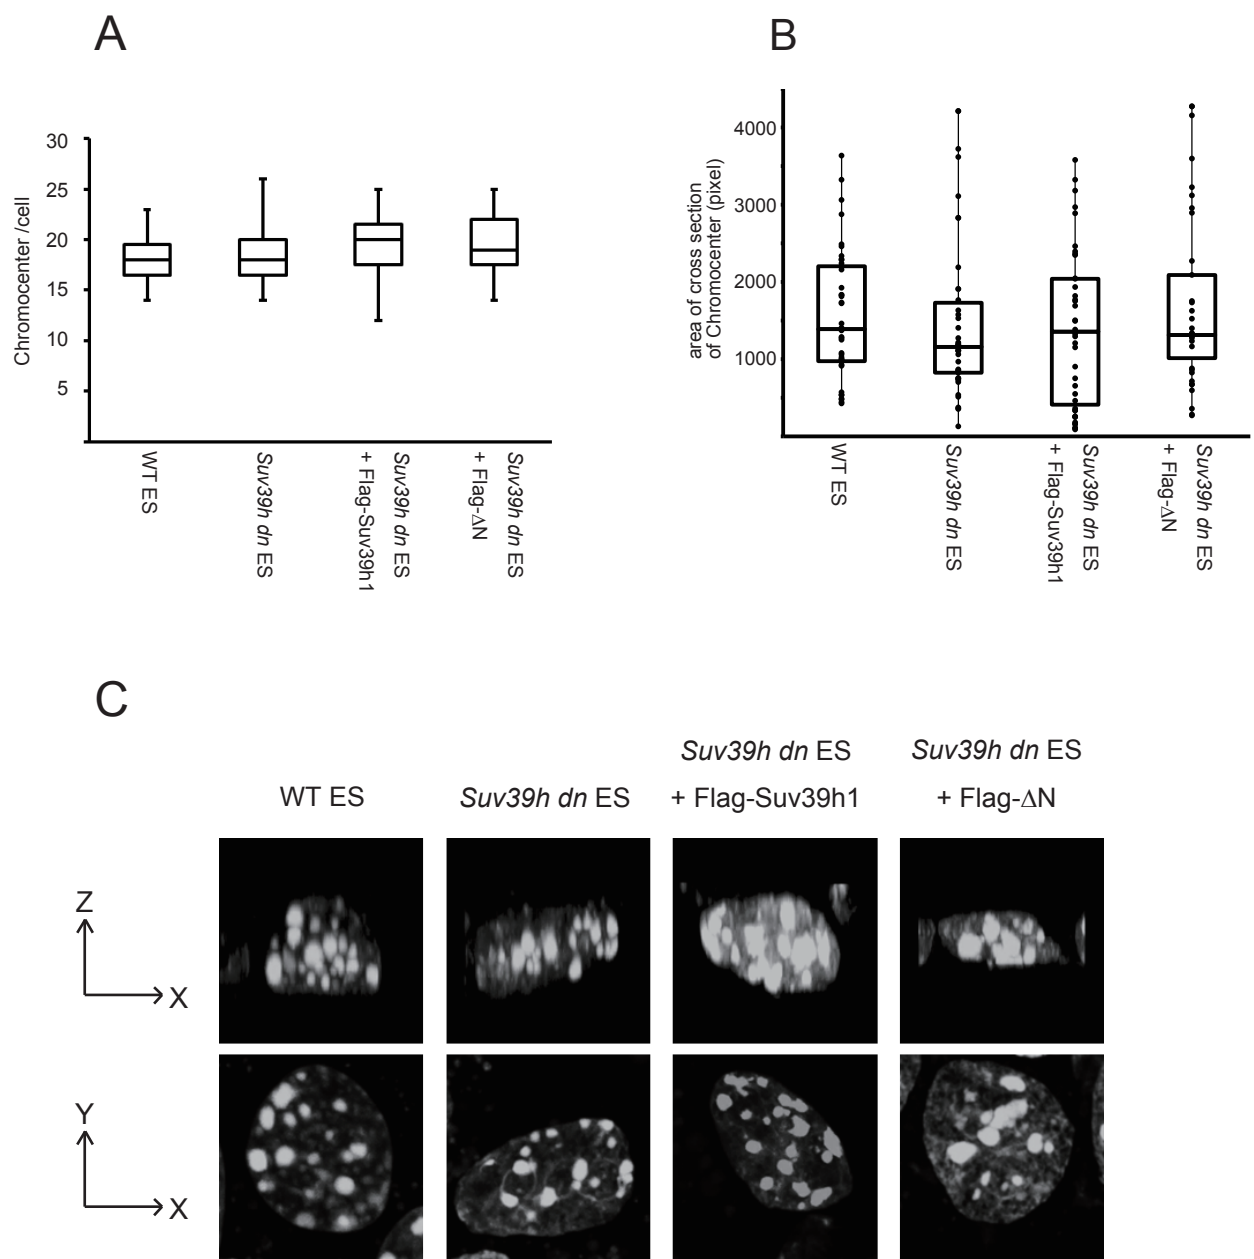 A
Chromocenter /cell
30
25
20
15
10
5
WT ES
Suv39h dn ES
Suv39h dn ES
+ Flag-Suv39h1
Suv39h dn ES
+ Flag-ΔN
B
area of cross section
of Chromocenter (pixel)
4000
3000
2000
1000
WT ES
Suv39h dn ES
Suv39h dn ES
+ Flag-Suv39h1
Suv39h dn ES
+ Flag-ΔN
C
WT ES
Suv39h dn ES
Suv39h dn ES
+ Flag-Suv39h1
Suv39h dn ES
+ Flag-ΔN
Z
X
Y
X